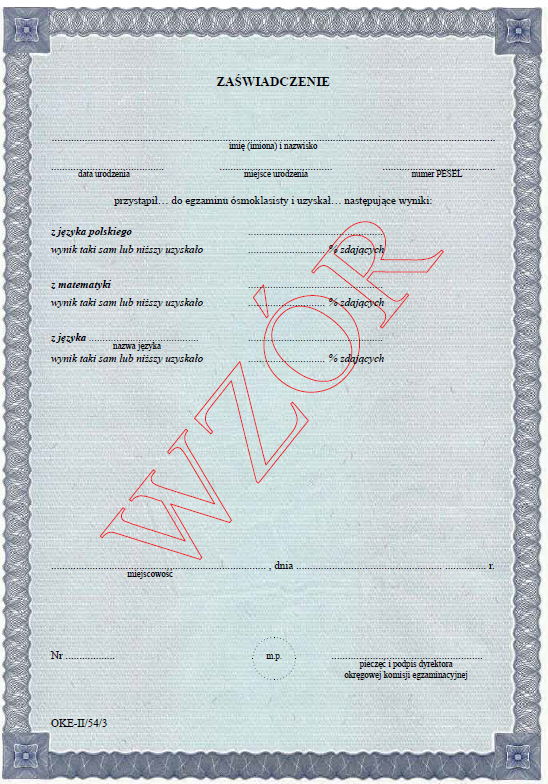 ZAŚWIADCZENIE
................................................................................
imię (imiona) i nazwisko
........................................ ........................................ ........................................
data urodzenia miejsce urodzenia numer PESEL
przystąpił… do egzaminu ósmoklasisty i uzyskał… następujące wyniki:
z języka polskiego ................................................
wynik taki sam lub niższy uzyskało ............................ % zdających
z matematyki ................................................
wynik taki sam lub niższy uzyskało ............................ % zdających
z języka ........................................ ................................................
nazwa języka
wynik taki sam lub niższy uzyskało ............................ % zdających
WZÓR
................................................................................ , dnia .................................................... ............... r.
miejscowość
Nr .................. m.p. ......................................................
pieczęć i podpis dyrektora
okręgowej komisji egzaminacyjnej
OKE-II/54/3